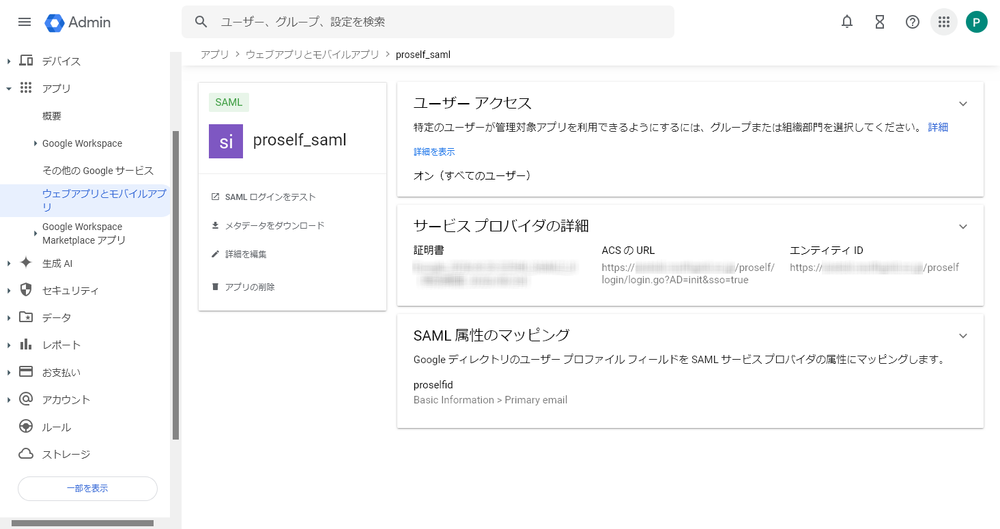 Admin
ユーザー、グループ、設定を検索
P
デバイス
アプリ
概要
Google Workspace
その他の Google サービス
ウェブアプリとモバイルアプ
リ
Google Workspace
Marketplace アプリ
生成 AI
セキュリティ
データ
レポート
お支払い
アカウント
ルール
ストレージ
一部を表示
アプリ > ウェブアプリとモバイルアプリ > proself_saml
SAML
si
proself_saml
SAML ログインをテスト
メタデータをダウンロード
詳細を編集
アプリの削除
ユーザー アクセス
特定のユーザーが管理対象アプリを利用できるようにするには、グループまたは組織部門を選択してください。 詳細
詳細を表示
オン（すべてのユーザー）
サービス プロバイダの詳細
証明書
ACS の URL
https:// /proself/
login/login.go?AD=init&sso=true
エンティティ ID
https:// /proself
SAML 属性のマッピング
Google ディレクトリのユーザー プロファイル フィールドを SAML サービス プロバイダの属性にマッピングします。
proselfid
Basic Information > Primary email